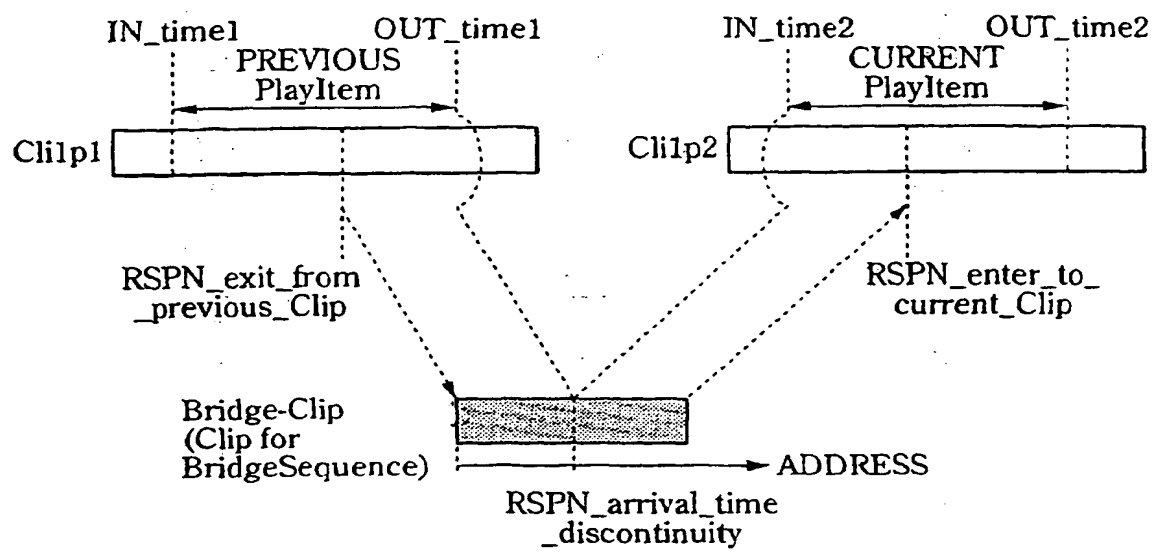 IN_time1 OUT_time1 IN_time2 OUT_time2
PREVIOUS
PlayItem
CURRENT
PlayItem
Cli1p1
Cli1p2
RSPN_exit_from
_previous_Clip
RSPN_enter_to_
current_Clip
Bridge-Clip
(Clip for
BridgeSequence)
ADDRESS
RSPN_arrival_time
_discontinuity